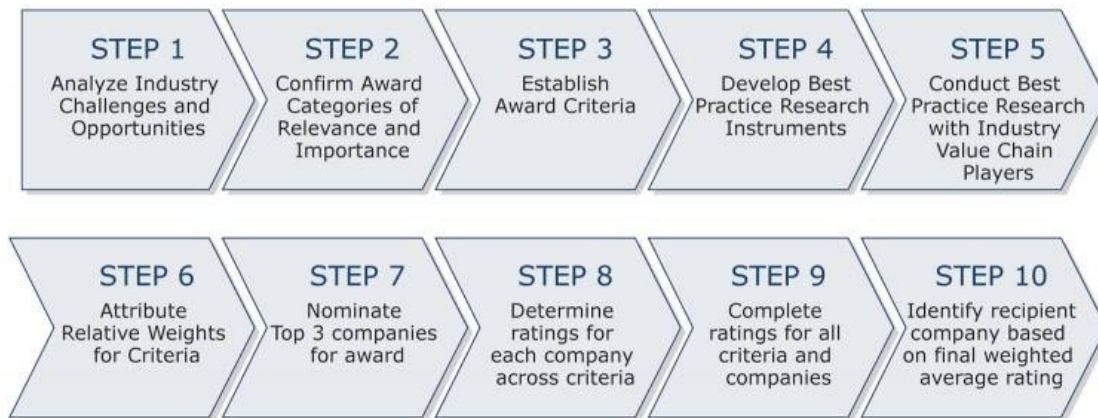 STEP 1
Analyze Industry
Challenges and
Opportunities
STEP 2
Confirm Award
Categories of
Relevance and
Importance
STEP 3
Establish
Award Criteria
STEP 4
Develop Best
Practice Research
Instruments
STEP 5
Conduct Best
Practice Research
with Industry
Value Chain
Players
STEP 6
Attribute
Relative Weights
for Criteria
STEP 7
Nominate
Top 3 companies
for award
STEP 8
Determine
ratings for
each company
across criteria
STEP 9
Complete
ratings for all
criteria and
companies
STEP 10
Identify recipient
company based
on final weighted
average rating